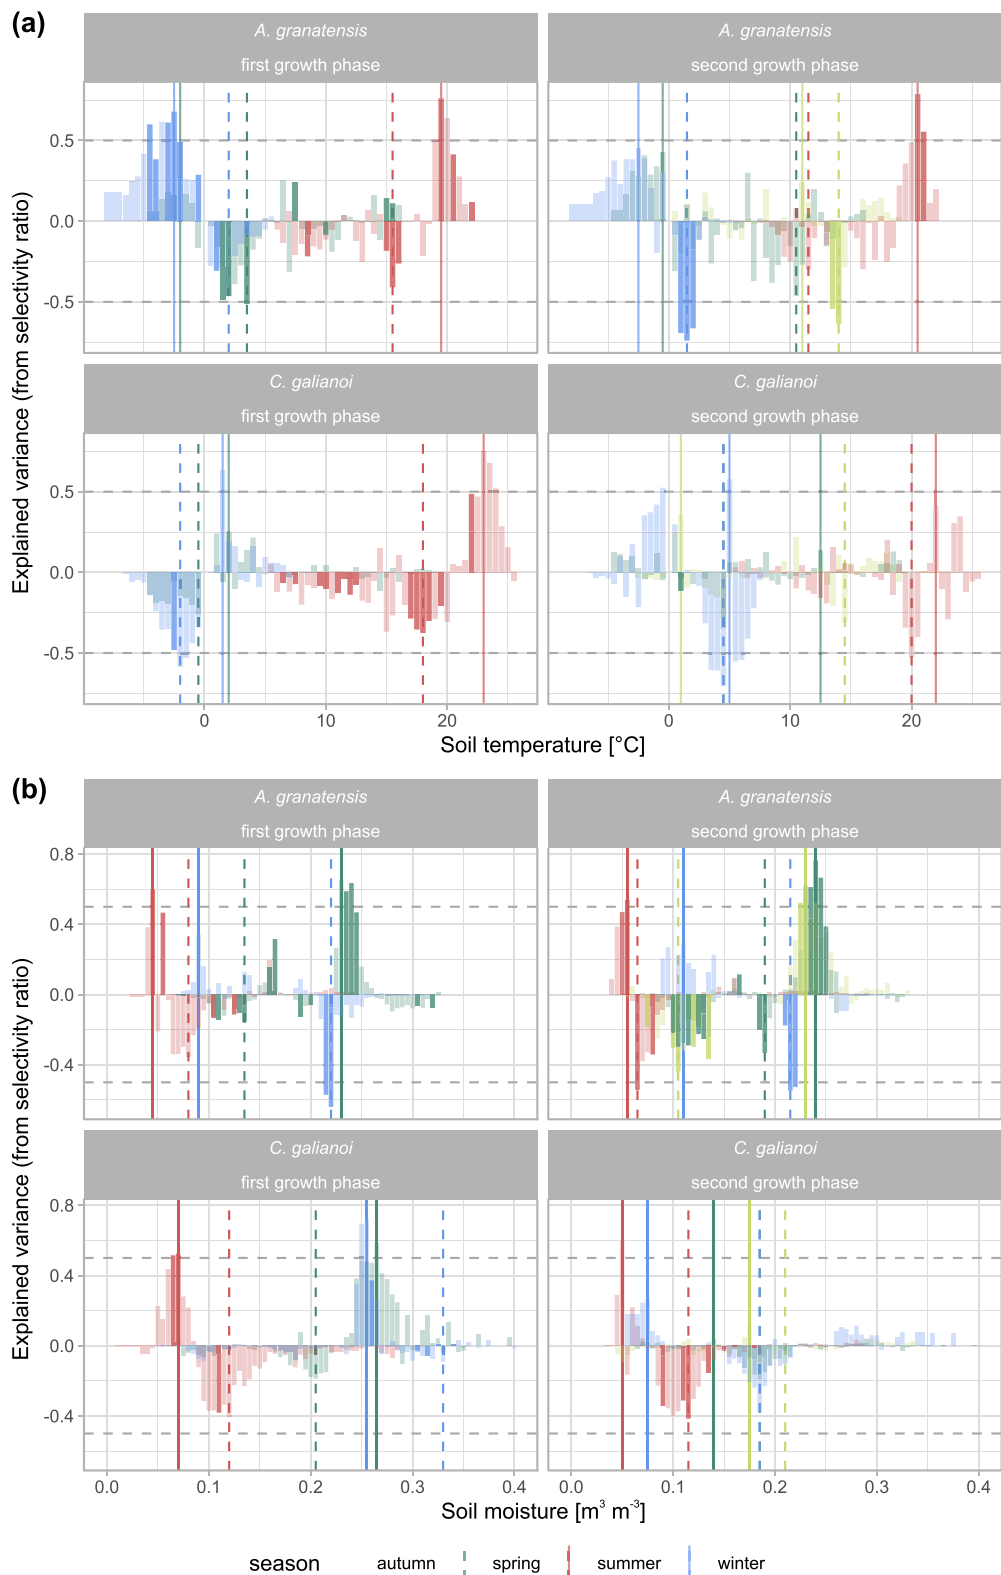 (a)
A. granatensis
first growth phase
A. granatensis
second growth phase
0.5
0.0
-0.5
C. galianoi
first growth phase
C. galianoi
second growth phase
0.5
0.0
-0.5
Explained variance (from selectivity ratio)
0
10
20
0
10
20
Soil temperature [°C]
(b)
A. granatensis
first growth phase
A. granatensis
second growth phase
0.8
0.4
0.0
-0.4
C. galianoi
first growth phase
C. galianoi
second growth phase
0.8
0.4
0.0
-0.4
Explained variance (from selectivity ratio)
0.0
0.1
0.2
0.3
0.4
0.0
0.1
0.2
0.3
0.4
Soil moisture [m³ m⁻³]
season autumn spring summer winter